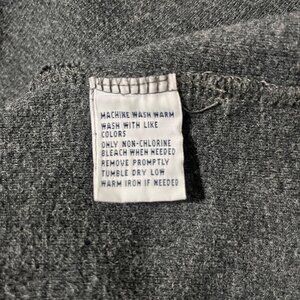 MACHINE WASH WARM
WASH WITH LIKE
COLORS
ONLY NON-CHLORINE
BLEACH WHEN NEEDED
REMOVE PROMPTLY
TUMBLE DRY LOW
WARM IRON IF NEEDED